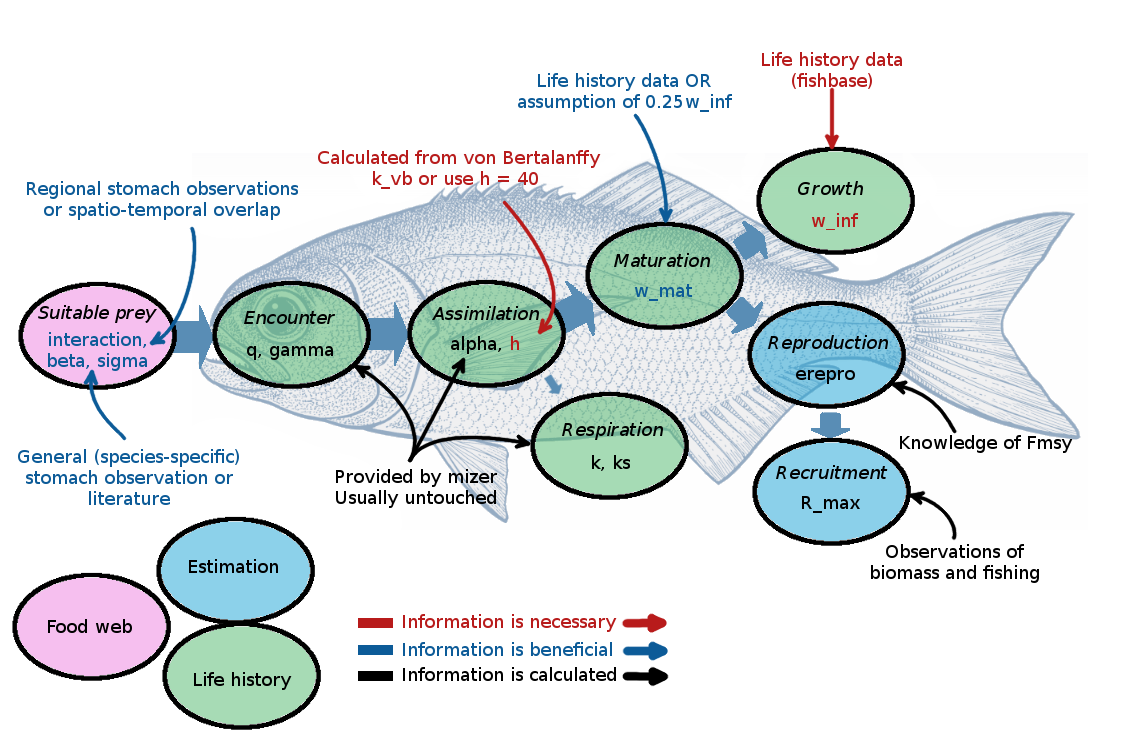 Life history data
(fishbase)
Life history data OR
assumption of 0.25w_inf
Calculated from von Bertalanffy
k_vb or use h = 40
Regional stomach observations
or spatio-temporal overlap
Growth
w_inf
Maturation
w_mat
Suitable prey
interaction,
beta, sigma
Encounter
q, gamma
Assimilation
alpha, h
Reproduction
erepro
Respiration
k, ks
Knowledge of Fmsy
General (species-specific)
stomach observation or
literature
Provided by mizer
Usually untouched
Recruitment
R_max
Observations of
biomass and fishing
Estimation
Food web
Life history
Information is necessary
Information is beneficial
Information is calculated